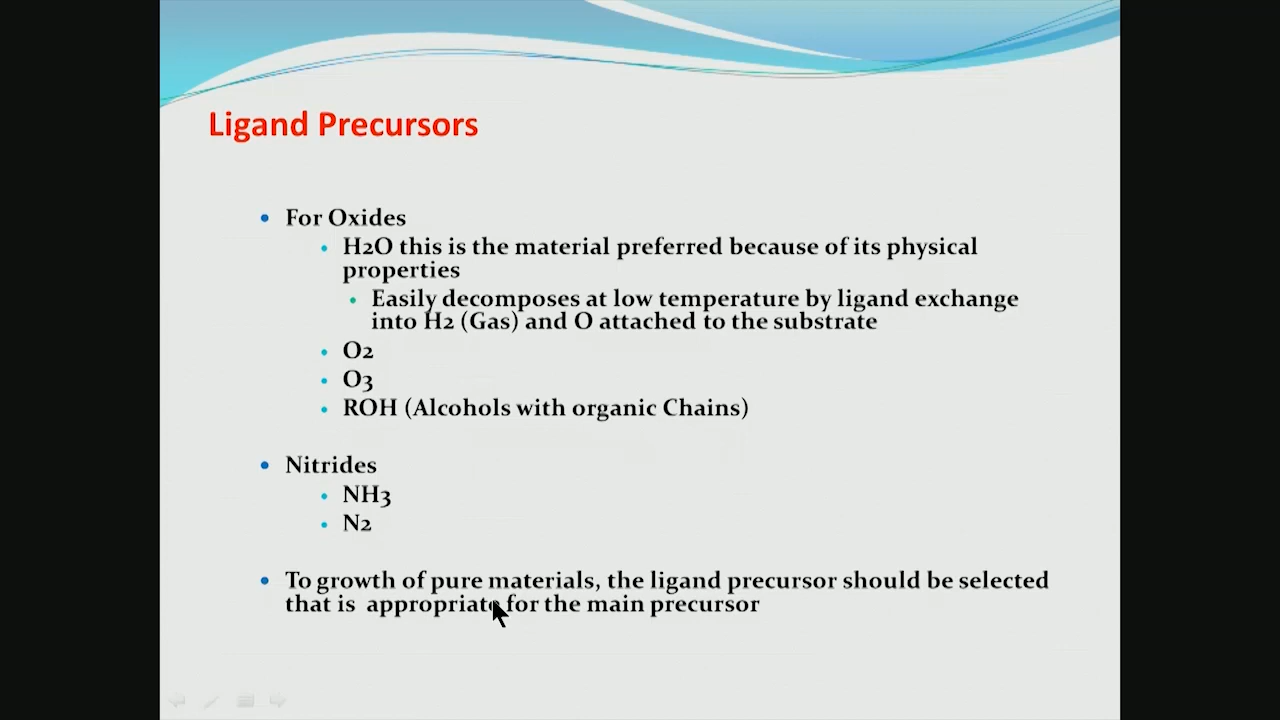 Ligand Precursors
For Oxides
H2O this is the material preferred because of its physical
properties
Easily decomposes at low temperature by ligand exchange
into H2 (Gas) and O attached to the substrate
O2
O3
ROH (Alcohols with organic Chains)
Nitrides
NH3
N2
To growth of pure materials, the ligand precursor should be selected
that is appropriate for the main precursor